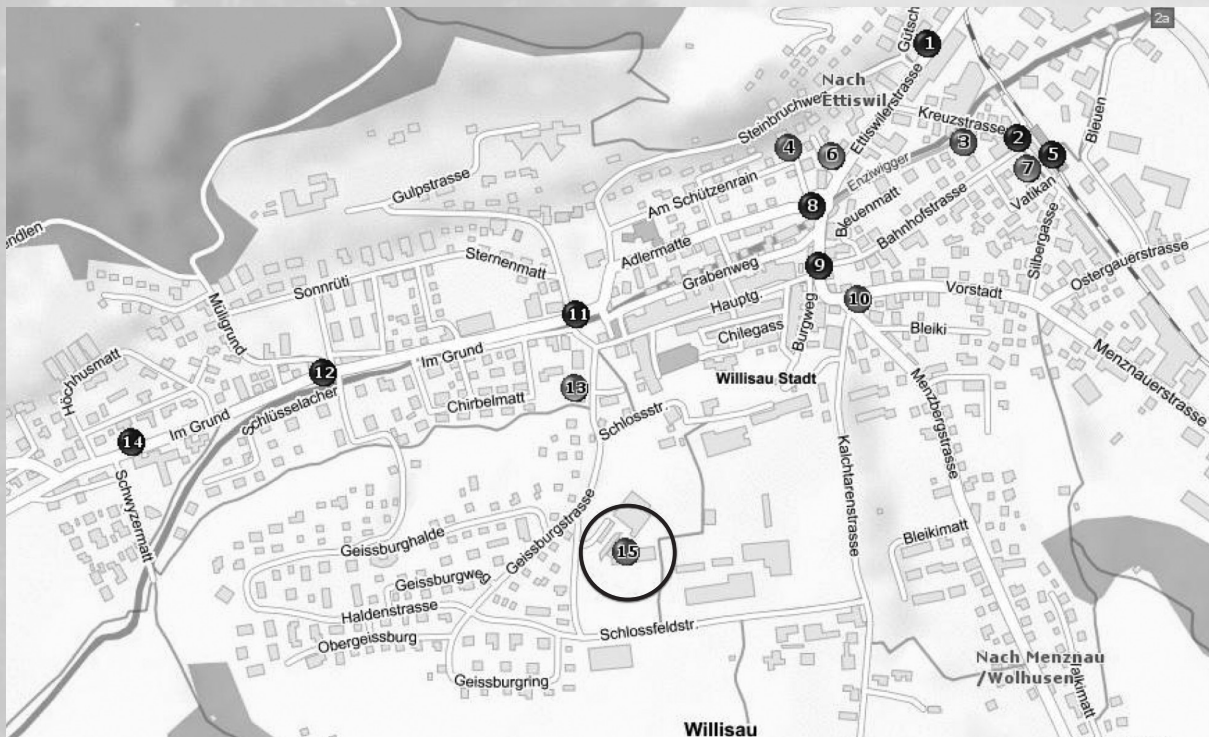 2a
Gütsch
1
Nach
Ettiswil
Ettiswilerstrasse
Steinbruchweg
Kreuzstrasse
2
3
4
5
6
7
Bleuen
Vatikan
Enziwigger
Gulpstrasse
Am Schützenrain
8
Bleuenmatt
Bahnhofstrasse
Silbergasse
Ostergauerstrasse
endlen
Adlermatte
Sternenmatt
Grabenweg
9
Sonnrüti
Hauptg.
10
Vorstadt
Müligrund
11
Chilegass
Burgweg
Bleiki
Höchhusmatt
12
Im Grund
Willisau Stadt
Menznauerstrasse
Schlüsselacher
13
Chirbelmatt
Im Grund
14
Schlossstr.
Menzbergstrasse
Kalchtarenstrasse
Schwyzermatt
Geissburgstrasse
Geissburghalde
15
Bleikimatt
Geissburgweg
Haldenstrasse
Obergeissburg
Schlossfeldstr.
Geissburgring
Nach Menznau
/Wolhusen
alkimatt
Willisau